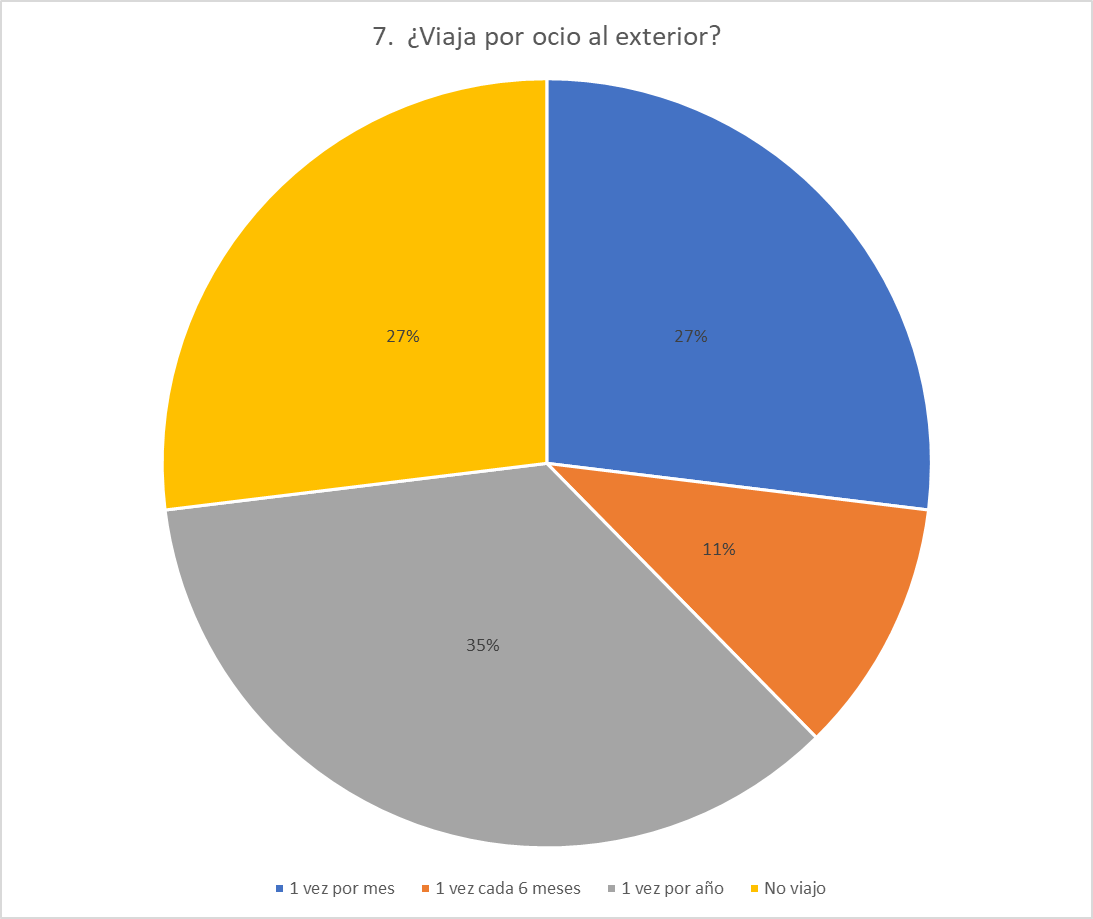 7.  ¿Viaja por ocio al exterior?
27%
27%
11%
35%
1 vez por mes
1 vez cada 6 meses
1 vez por año
No viajo